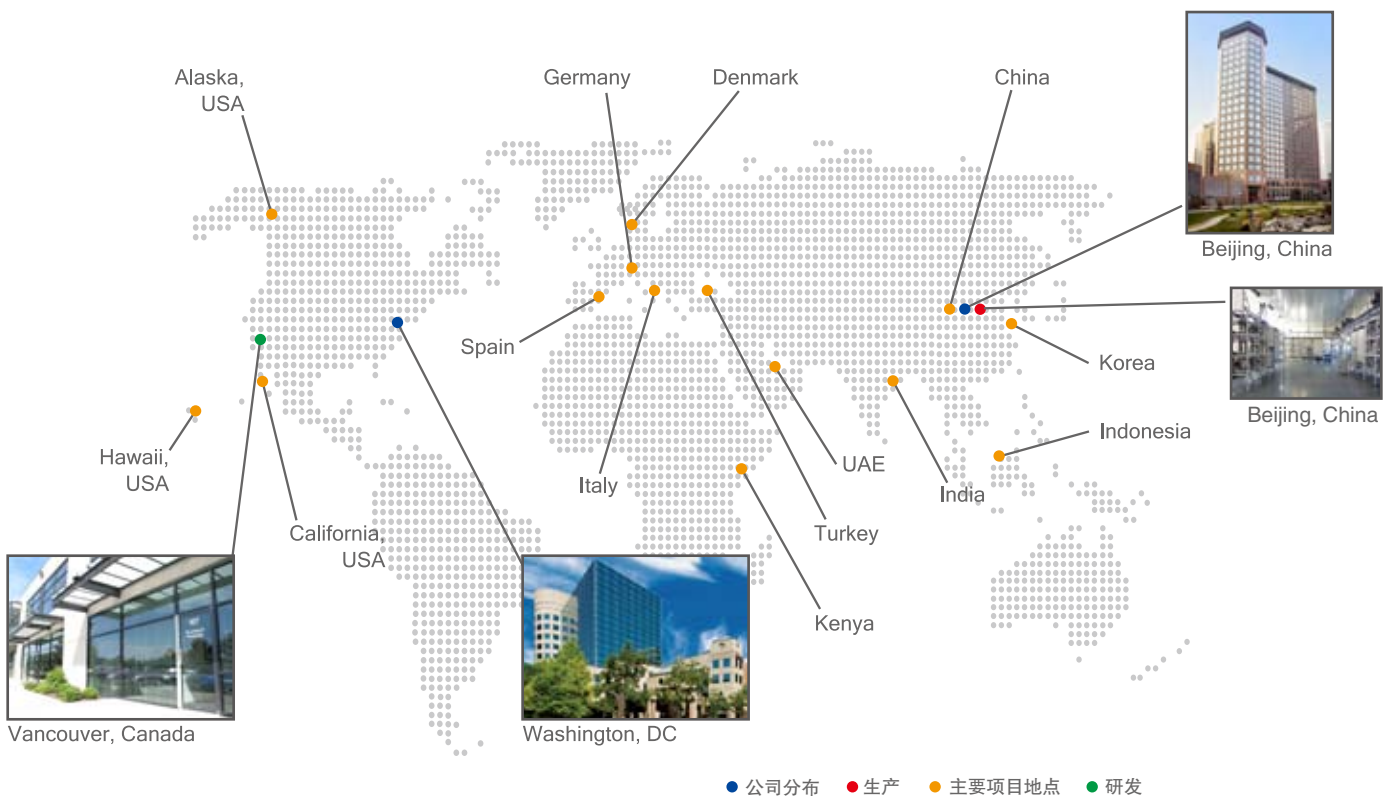 Alaska,
USA
Germany
Denmark
China
Beijing, China
Spain
Korea
Beijing, China
Hawaii,
USA
Italy
UAE
India
Indonesia
California,
USA
Turkey
Kenya
Vancouver, Canada
Washington, DC
公司分布 生产 主要项目地点 研发